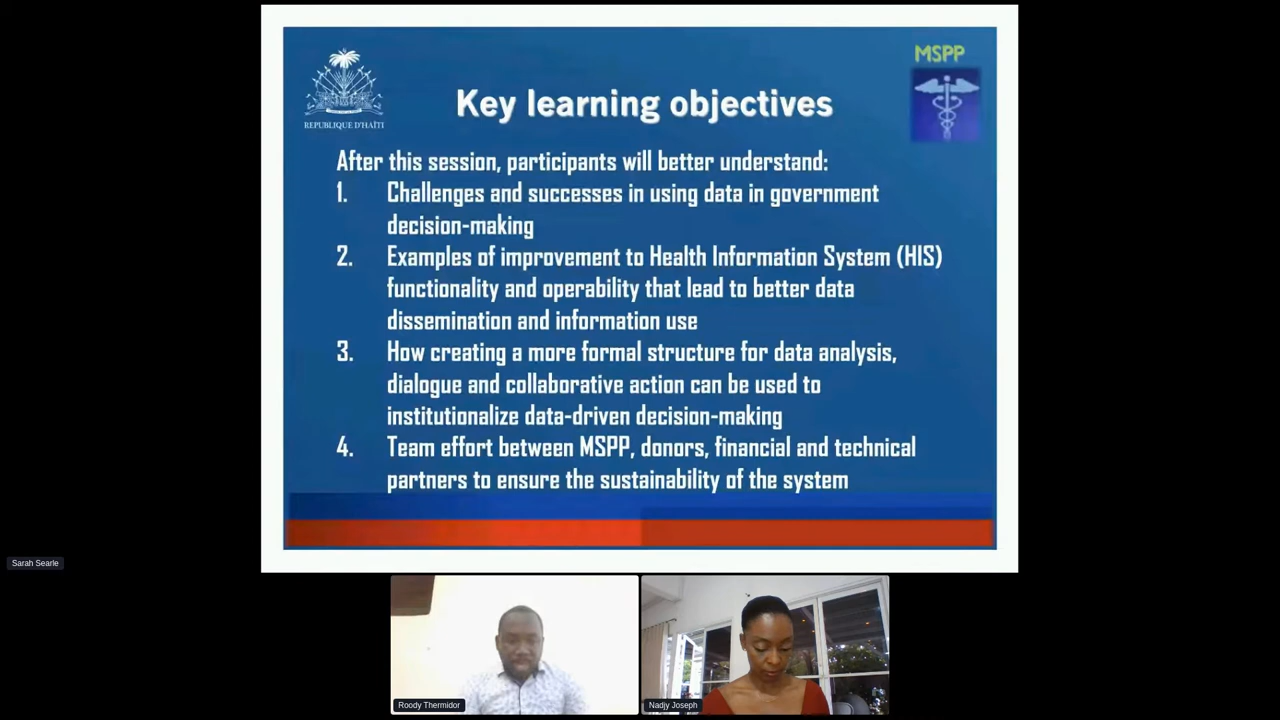 MSPP
REPUBLIQUE D'HAÏTI
Key learning objectives
After this session, participants will better understand:
1. Challenges and successes in using data in government
decision-making
2. Examples of improvement to Health Information System (HIS)
functionality and operability that lead to better data
dissemination and information use
3. How creating a more formal structure for data analysis,
dialogue and collaborative action can be used to
institutionalize data-driven decision-making
4. Team effort between MSPP, donors, financial and technical
partners to ensure the sustainability of the system
Sarah Searle
Roody Thermidor
Nadjy Joseph